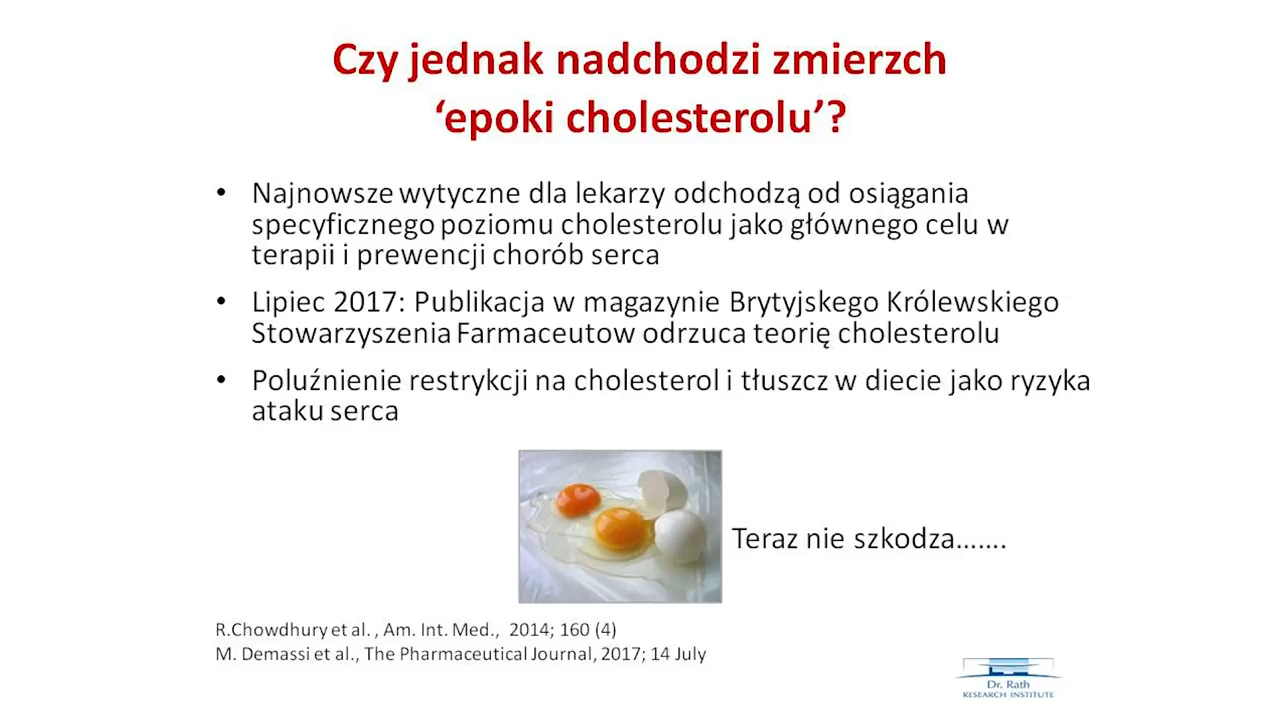 Czy jednak nadchodzi zmierzch
‘epoki cholesterolu’?
• Najnowsze wytyczne dla lekarzy odchodzą od osiągania
specyficznego poziomu cholesterolu jako głównego celu w
terapii i prewencji chorób serca
• Lipiec 2017: Publikacja w magazynie Brytyjskego Królewskiego
Stowarzyszenia Farmaceutow odrzuca teorię cholesterolu
• Poluźnienie restrykcji na cholesterol i tłuszcz w diecie jako ryzyka
ataku serca
Teraz nie szkodza.......
R.Chowdhury et al. , Am. Int. Med., 2014; 160 (4)
M. Demassi et al., The Pharmaceutical Journal, 2017; 14 July
Dr. Rath
RESEARCH INSTITUTE